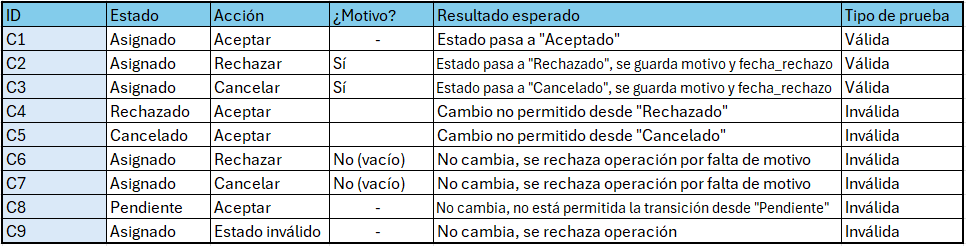 ID Estado Acción ¿Motivo? Resultado esperado Tipo de prueba
C1 Asignado Aceptar - Estado pasa a "Aceptado" Válida
C2 Asignado Rechazar Sí Estado pasa a "Rechazado", se guarda motivo y fecha_rechazo Válida
C3 Asignado Cancelar Sí Estado pasa a "Cancelado", se guarda motivo y fecha_rechazo Válida
C4 Rechazado Aceptar Cambio no permitido desde "Rechazado" Inválida
C5 Cancelado Aceptar Cambio no permitido desde "Cancelado" Inválida
C6 Asignado Rechazar No (vacío) No cambia, se rechaza operación por falta de motivo Inválida
C7 Asignado Cancelar No (vacío) No cambia, se rechaza operación por falta de motivo Inválida
C8 Pendiente Aceptar - No cambia, no está permitida la transición desde "Pendiente" Inválida
C9 Asignado Estado inválido - No cambia, se rechaza operación Inválida